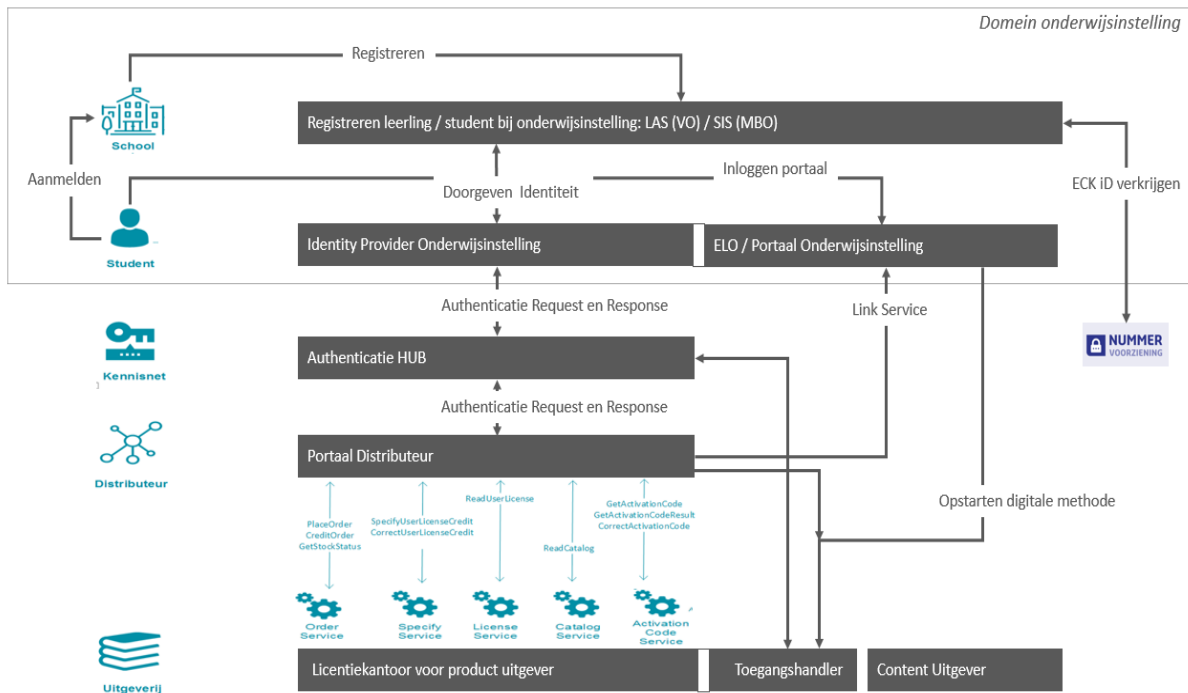 Domein onderwijsinstelling
Registreren
School
Registreren leerling / student bij onderwijsinstelling: LAS (VO) / SIS (MBO)
Aanmelden
Inloggen portaal
Doorgeven Identiteit
ECK iD verkrijgen
Student
Identity Provider Onderwijsinstelling
ELO / Portaal Onderwijsinstelling
Authenticatie Request en Response
Link Service
Kennisnet
Authenticatie HUB
NUMMER
VOORZIENING
Authenticatie Request en Response
Distributeur
Portaal Distributeur
Opstarten digitale methode
PlaceOrder
CreditOrder
GetStockStatus
SpecifyUserLicenseCredit
CorrectUserLicenseCredit
ReadUserLicense
ReadCatalog
GetActivationCode
GetActivationCodeResult
CorrectActivationCode
Order
Service
Specify
Service
License
Service
Catalog
Service
Activation
Code
Service
Uitgeverij
Licentiekantoor voor product uitgever
Toegangshandler
Content Uitgever